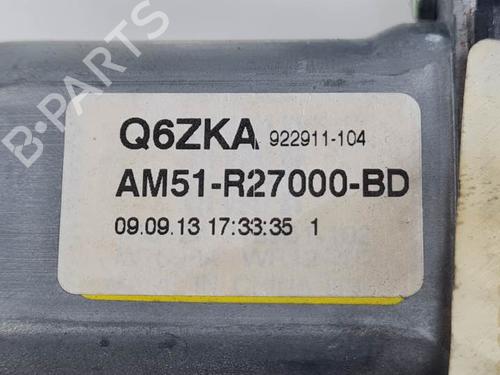 B-PARTS
Q6ZKA 922911-104
AM51-R27000-BD
09.09.13 17:33:35 1